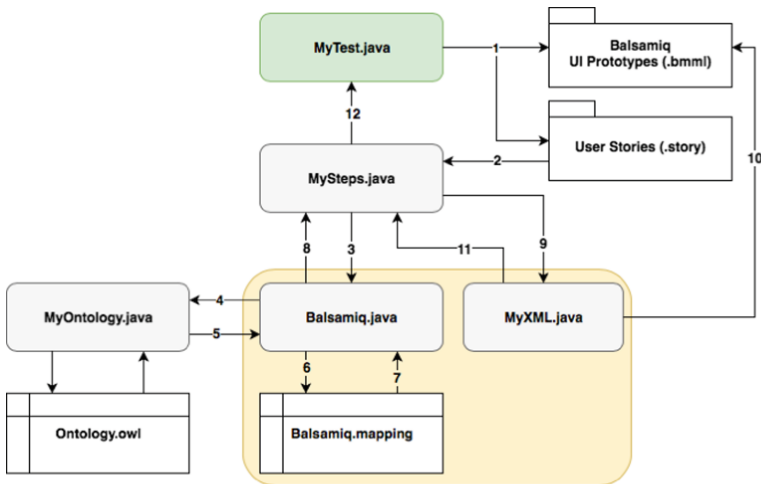 MyTest.java
1
Balsamiq
UI Prototypes (.bmml)
12
User Stories (.story)
2
10
MySteps.java
8
3
11
9
4
MyOntology.java
Balsamiq.java
MyXML.java
5
6
7
Ontology.owl
Balsamiq.mapping